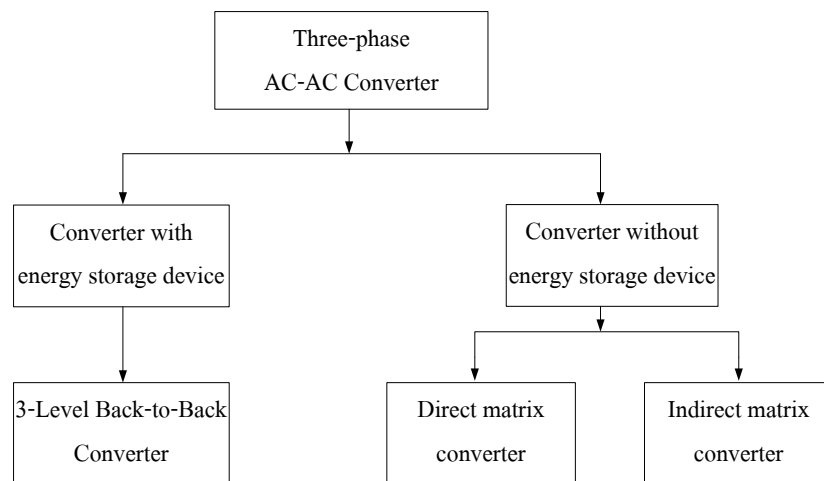 Three-phase
AC-AC Converter
Converter with
energy storage device
Converter without
energy storage device
3-Level Back-to-Back
Converter
Direct matrix
converter
Indirect matrix
converter